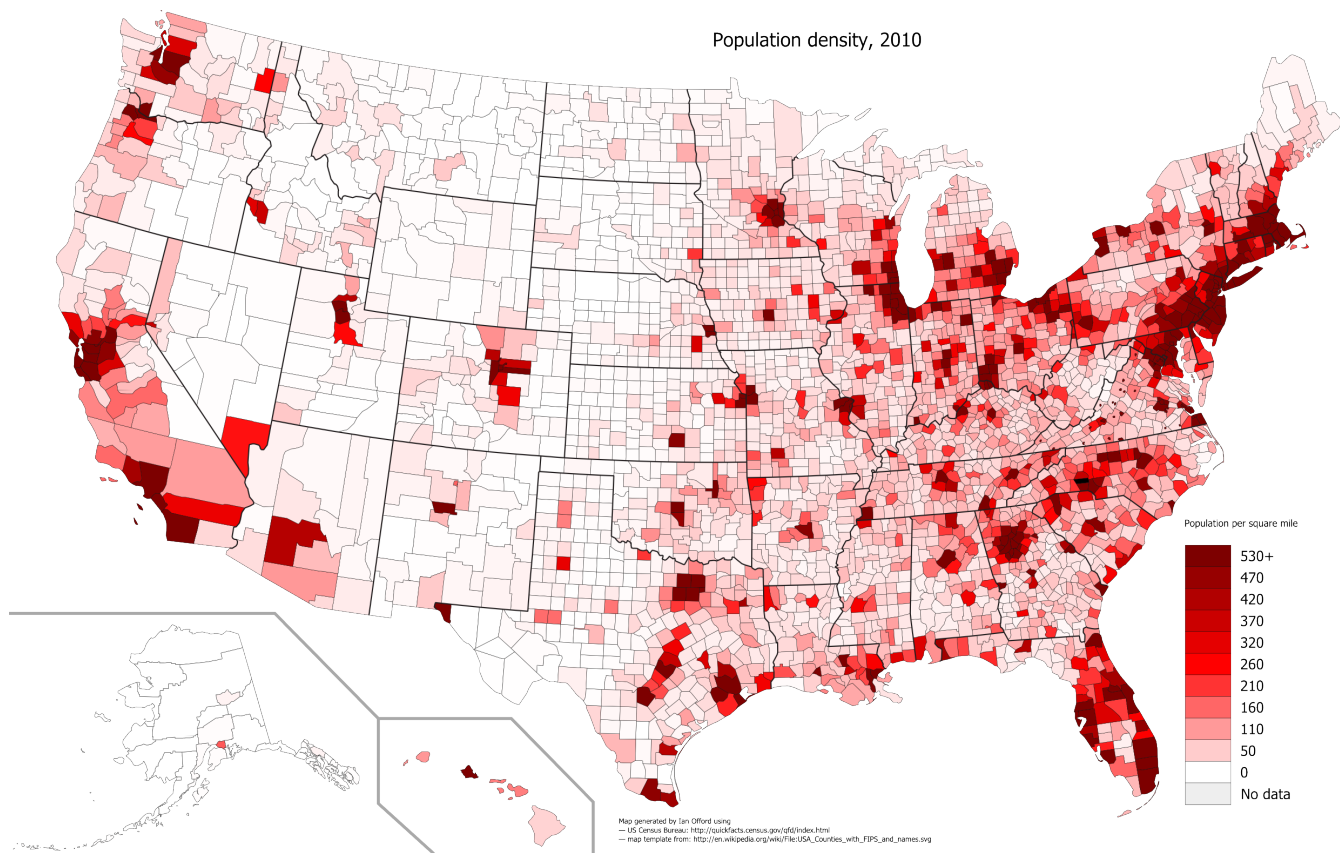 Population density, 2010
Population per square mile
530+
470
420
370
320
260
210
160
110
50
0
No data
Map generated by Ian Offord using
— US Census Bureau: http://quickfacts.census.gov/qfd/index.html
— map template from: http://en.wikipedia.org/wiki/File:USA_Counties_with_FIPS_and_names.svg